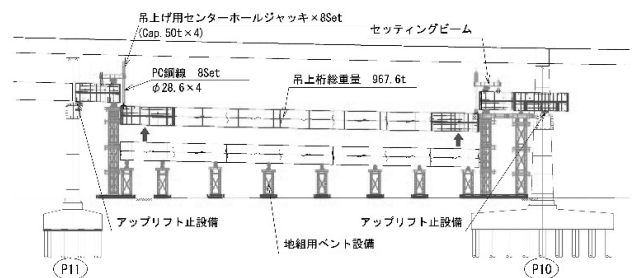 吊上げ用センターホールジャッキ×8Set
(Cap. 50t×4)
セッティングビーム
PC鋼線 8Set
φ28.6×4
吊上桁総重量 967.6t
アップリフト止設備
アップリフト止設備
地組用ベント設備
P11
P10